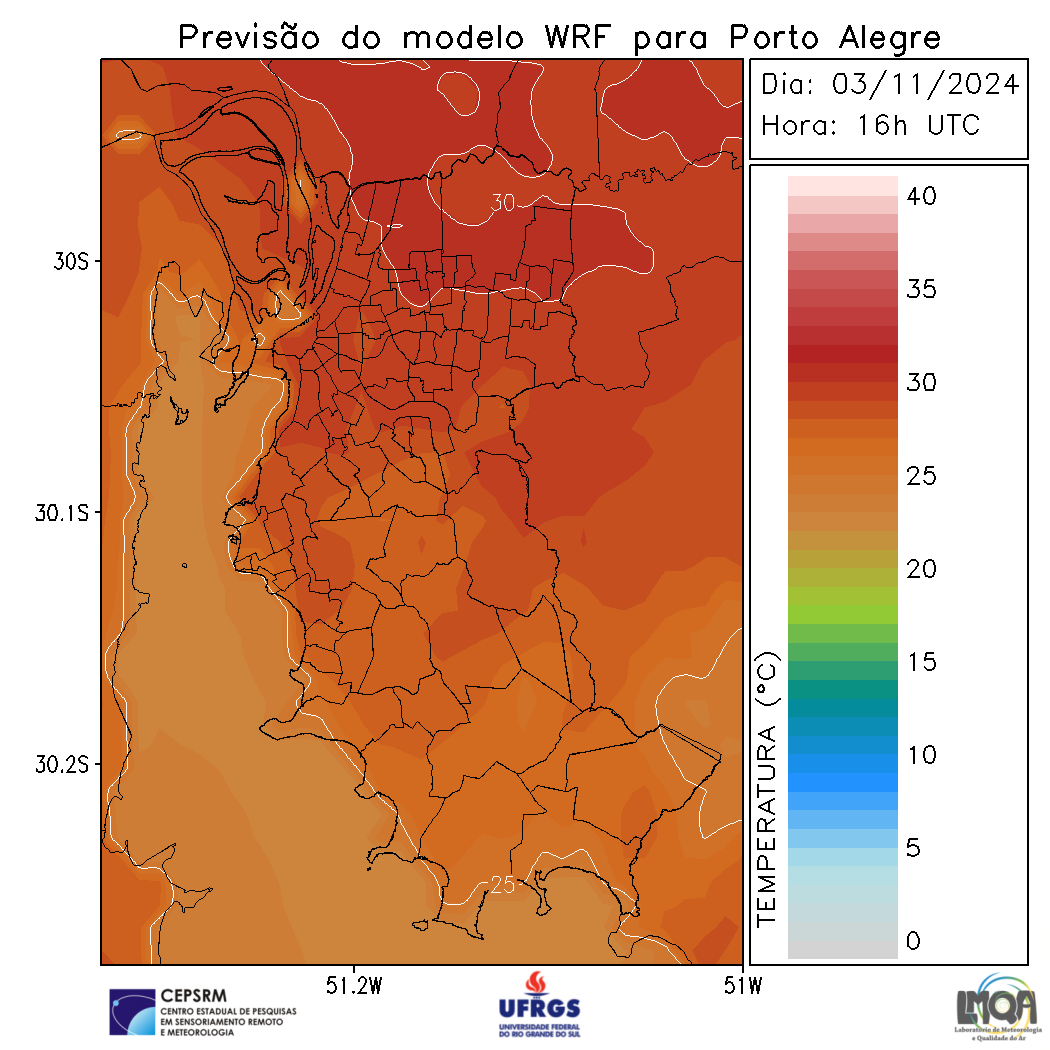 Previsão do modelo WRF para Porto Alegre
Dia: 03/11/2024
Hora: 16h UTC
30
25
30S
30.1S
30.2S
51.2W
51W
TEMPERATURA (°C)
40
35
30
25
20
15
10
5
0
CEPSRM
CENTRO ESTADUAL DE PESQUISAS
EM SENSORIAMENTO REMOTO
E METEOROLOGIA
UFRGS
UNIVERSIDADE FEDERAL
DO RIO GRANDE DO SUL
LMQA
Laboratório de Meteorologia
e Qualidade do Ar